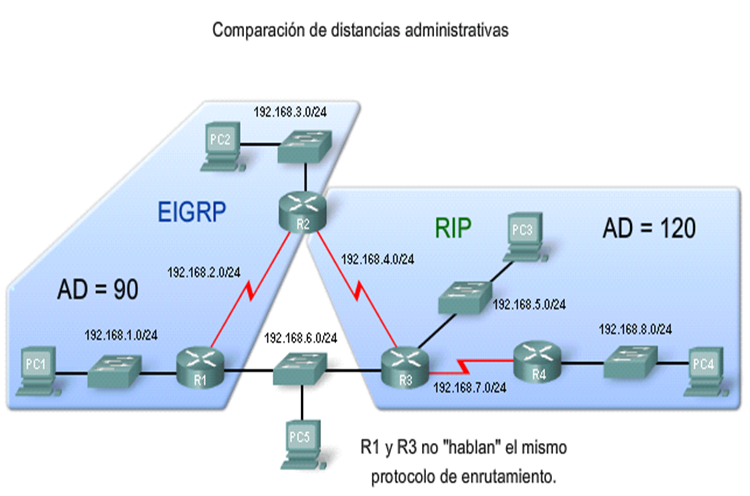 Comparación de distancias administrativas
192.168.3.0/24
PC2
R2
EIGRP
RIP
PC3
AD = 120
192.168.2.0/24
192.168.4.0/24
AD = 90
192.168.5.0/24
192.168.1.0/24
192.168.6.0/24
192.168.8.0/24
PC1
R1
R3
192.168.7.0/24
R4
PC4
PC5
R1 y R3 no "hablan" el mismo
protocolo de enrutamiento.